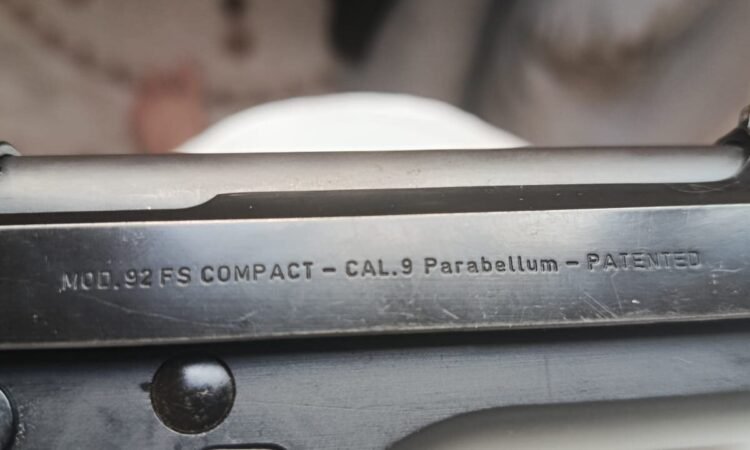 MOD.92 FS COMPACT – CAL.9 Parabellum – PATENTED